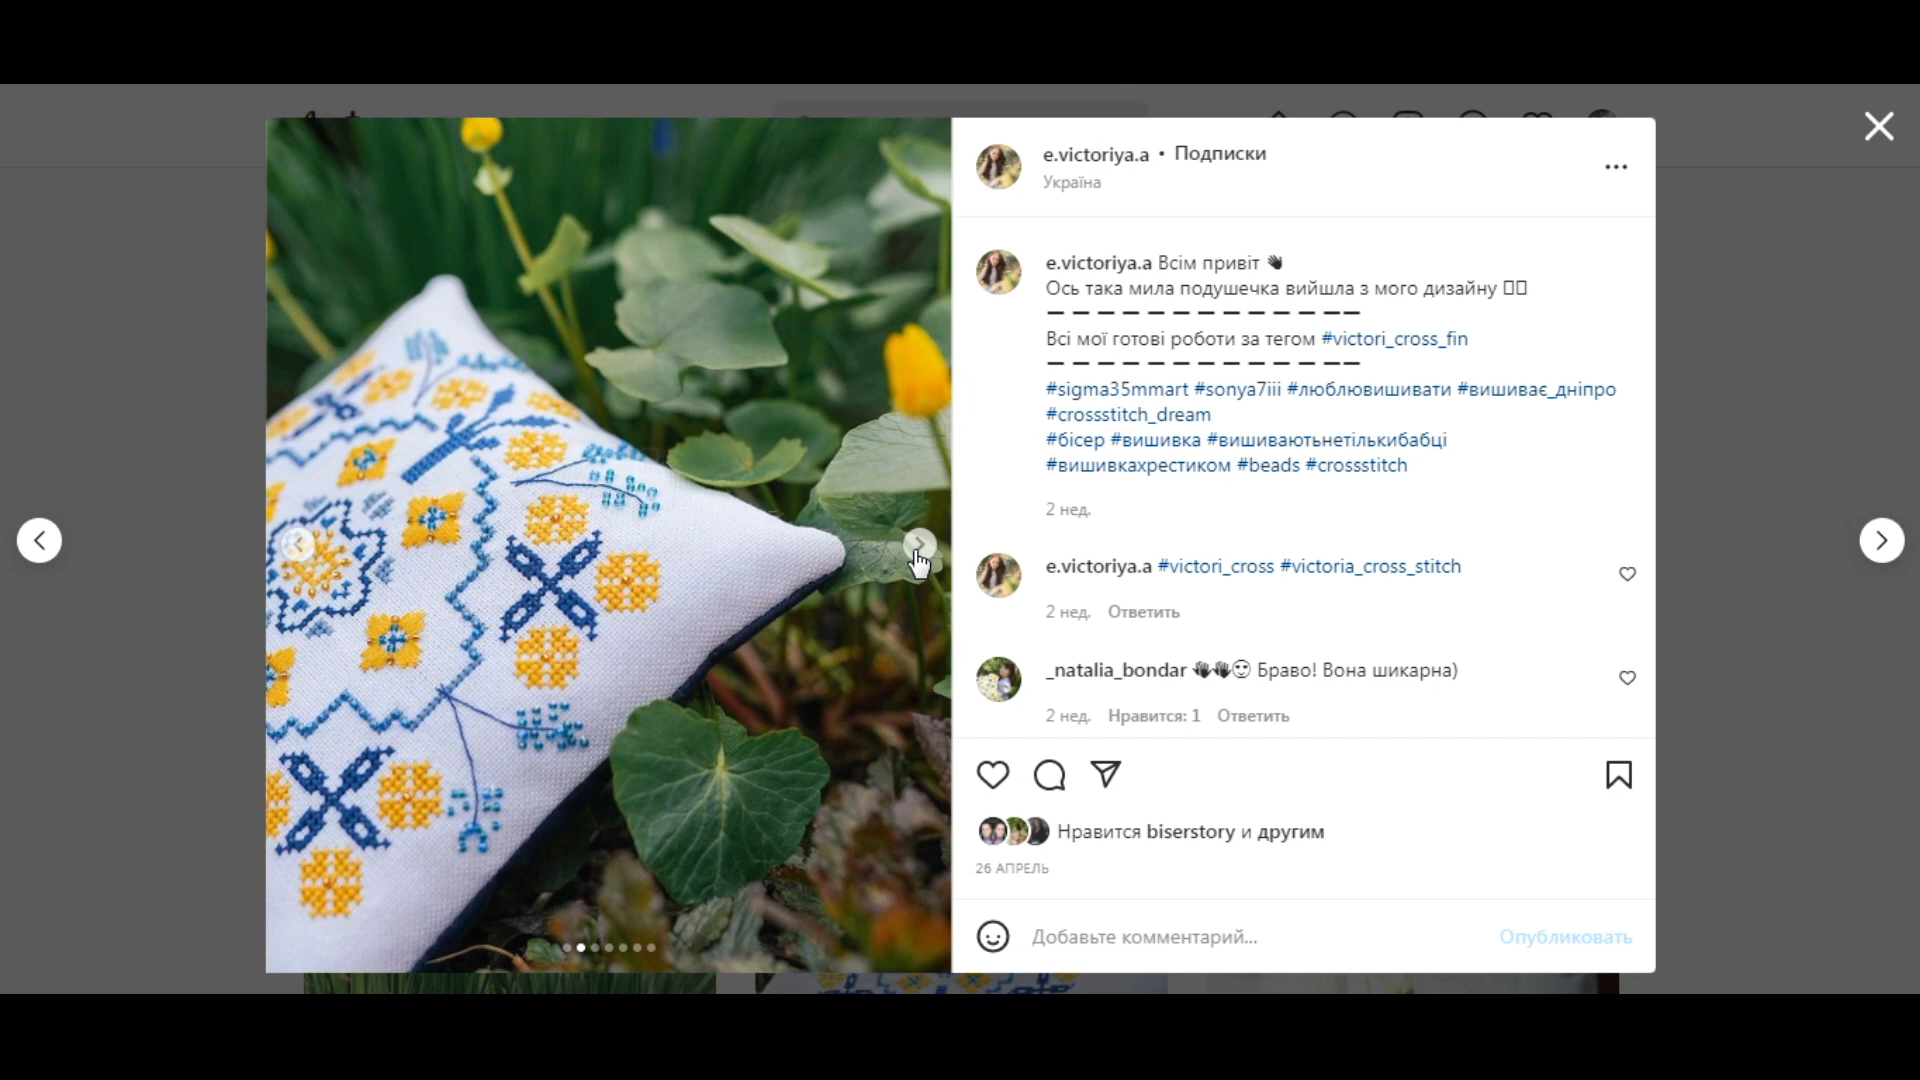 e.victoriya.a • Подписки
Україна
e.victoriya.a Всім привіт 👋
Ось така мила подушечка вийшла з мого дизайну
— — — — — — — — — — — — ——
Всі мої готові роботи за тегом #victori_cross_fin
— — — — — — — — — — — — ——
#sigma35mmart #sonya7iii #люблювишивати #вишиває_дніпро
#crossstitch_dream
#бісер #вишивка #вишиваютьнетількибабці
#вишивкахрестиком #beads #crossstitch
2 нед.
e.victoriya.a #victori_cross #victoria_cross_stitch
2 нед. Ответить
_natalia_bondar 👏👏😍 Браво! Вона шикарна)
2 нед. Нравится: 1 Ответить
Нравится biserstory и другим
26 АПРЕЛЬ
Добавьте комментарий...
Опубликовать